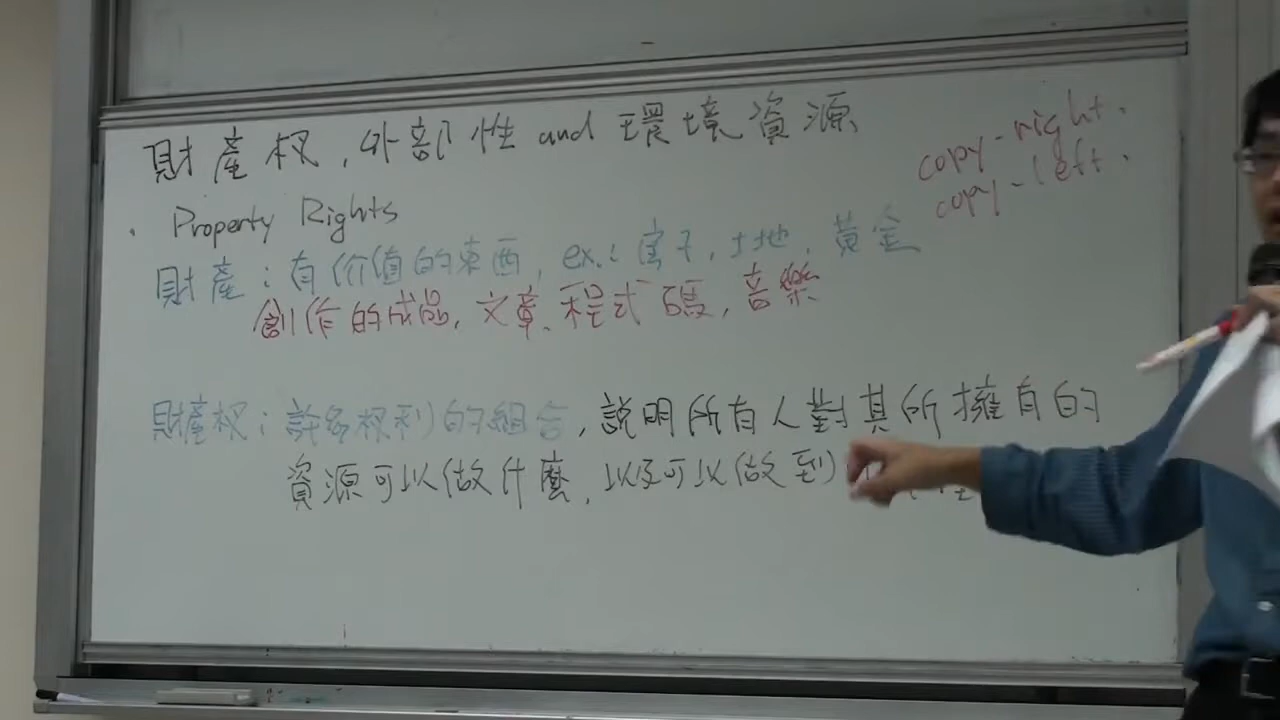 財產权,外部性 and 環境資源
copy-right.
copy-left.
· Property Rights
財產:有价值的東西, ex.: 房子,土地,黃金
創作的成品,文章、程式碼,音樂
財產权:許多权利的組合,說明所有人對其所擁有的
資源可以做什麼,以及可以做到